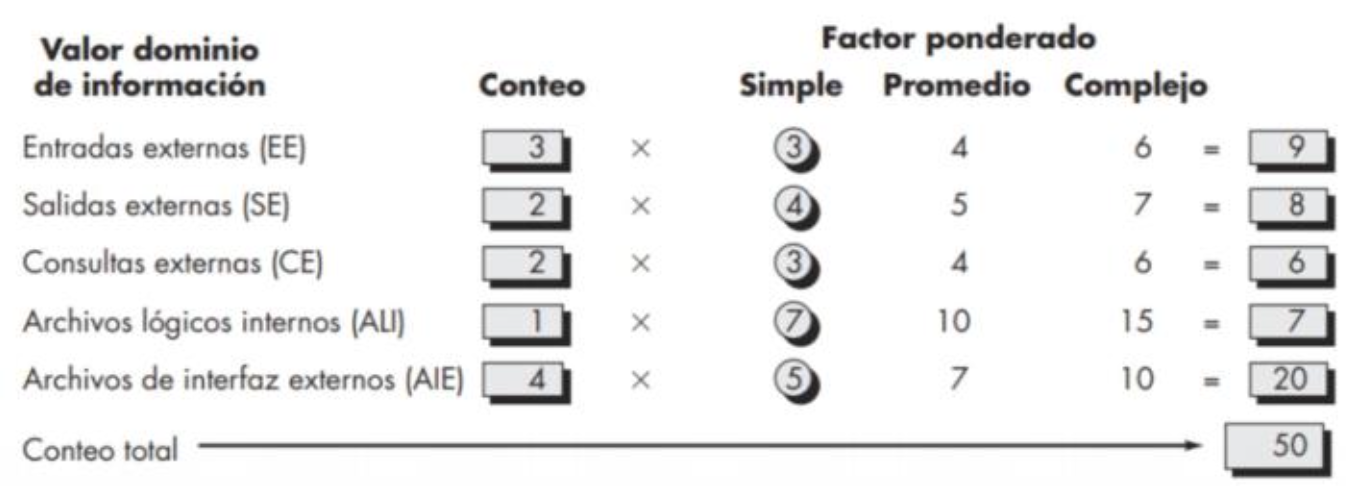 Factor ponderado
Valor dominio
de información Conteo Simple Promedio Complejo
Entradas externas (EE) 3 × 3 4 6 = 9
Salidas externas (SE) 2 × 4 5 7 = 8
Consultas externas (CE) 2 × 3 4 6 = 6
Archivos lógicos internos (ALI) 1 × 7 10 15 = 7
Archivos de interfaz externos (AIE) 4 × 5 7 10 = 20
Conteo total 50